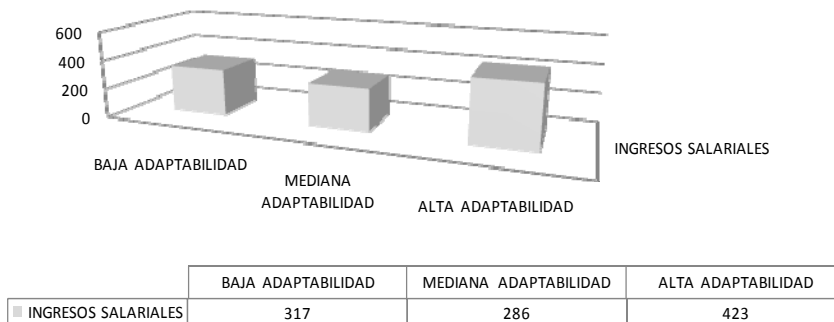 600
400
200
0
BAJA ADAPTABILIDAD
MEDIANA
ADAPTABILIDAD
ALTA ADAPTABILIDAD
INGRESOS SALARIALES
BAJA ADAPTABILIDAD MEDIANA ADAPTABILIDAD ALTA ADAPTABILIDAD
INGRESOS SALARIALES 317 286 423